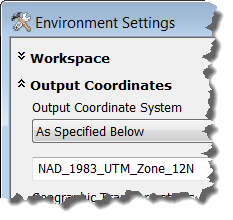 Environment Settings
Workspace
Output Coordinates
Output Coordinate System
As Specified Below
NAD_1983_UTM_Zone_12N